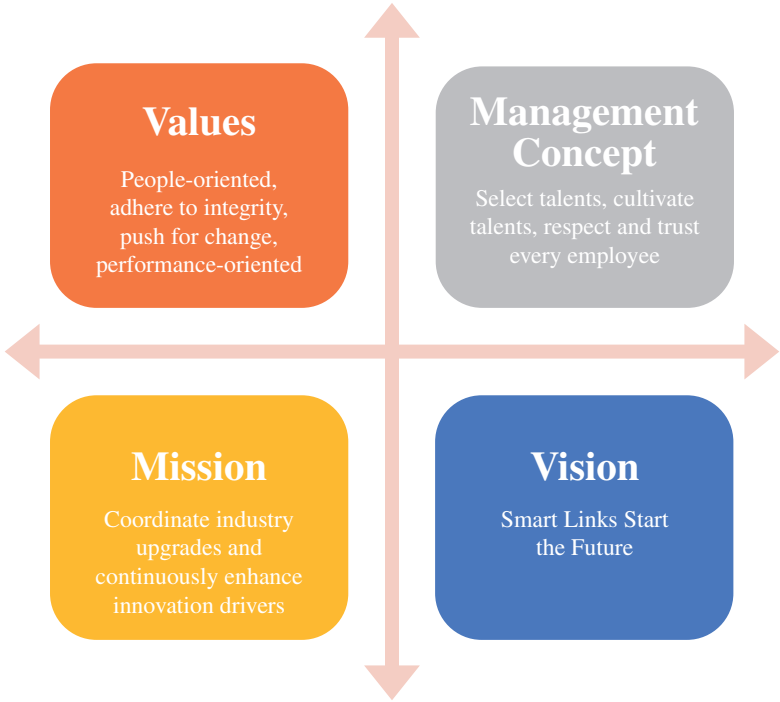 Values
People-oriented,
adhere to integrity,
push for change,
performance-oriented
Management
Concept
Select talents, cultivate
talents, respect and trust
every employee
Mission
Coordinate industry
upgrades and
continuously enhance
innovation drivers
Vision
Smart Links Start
the Future